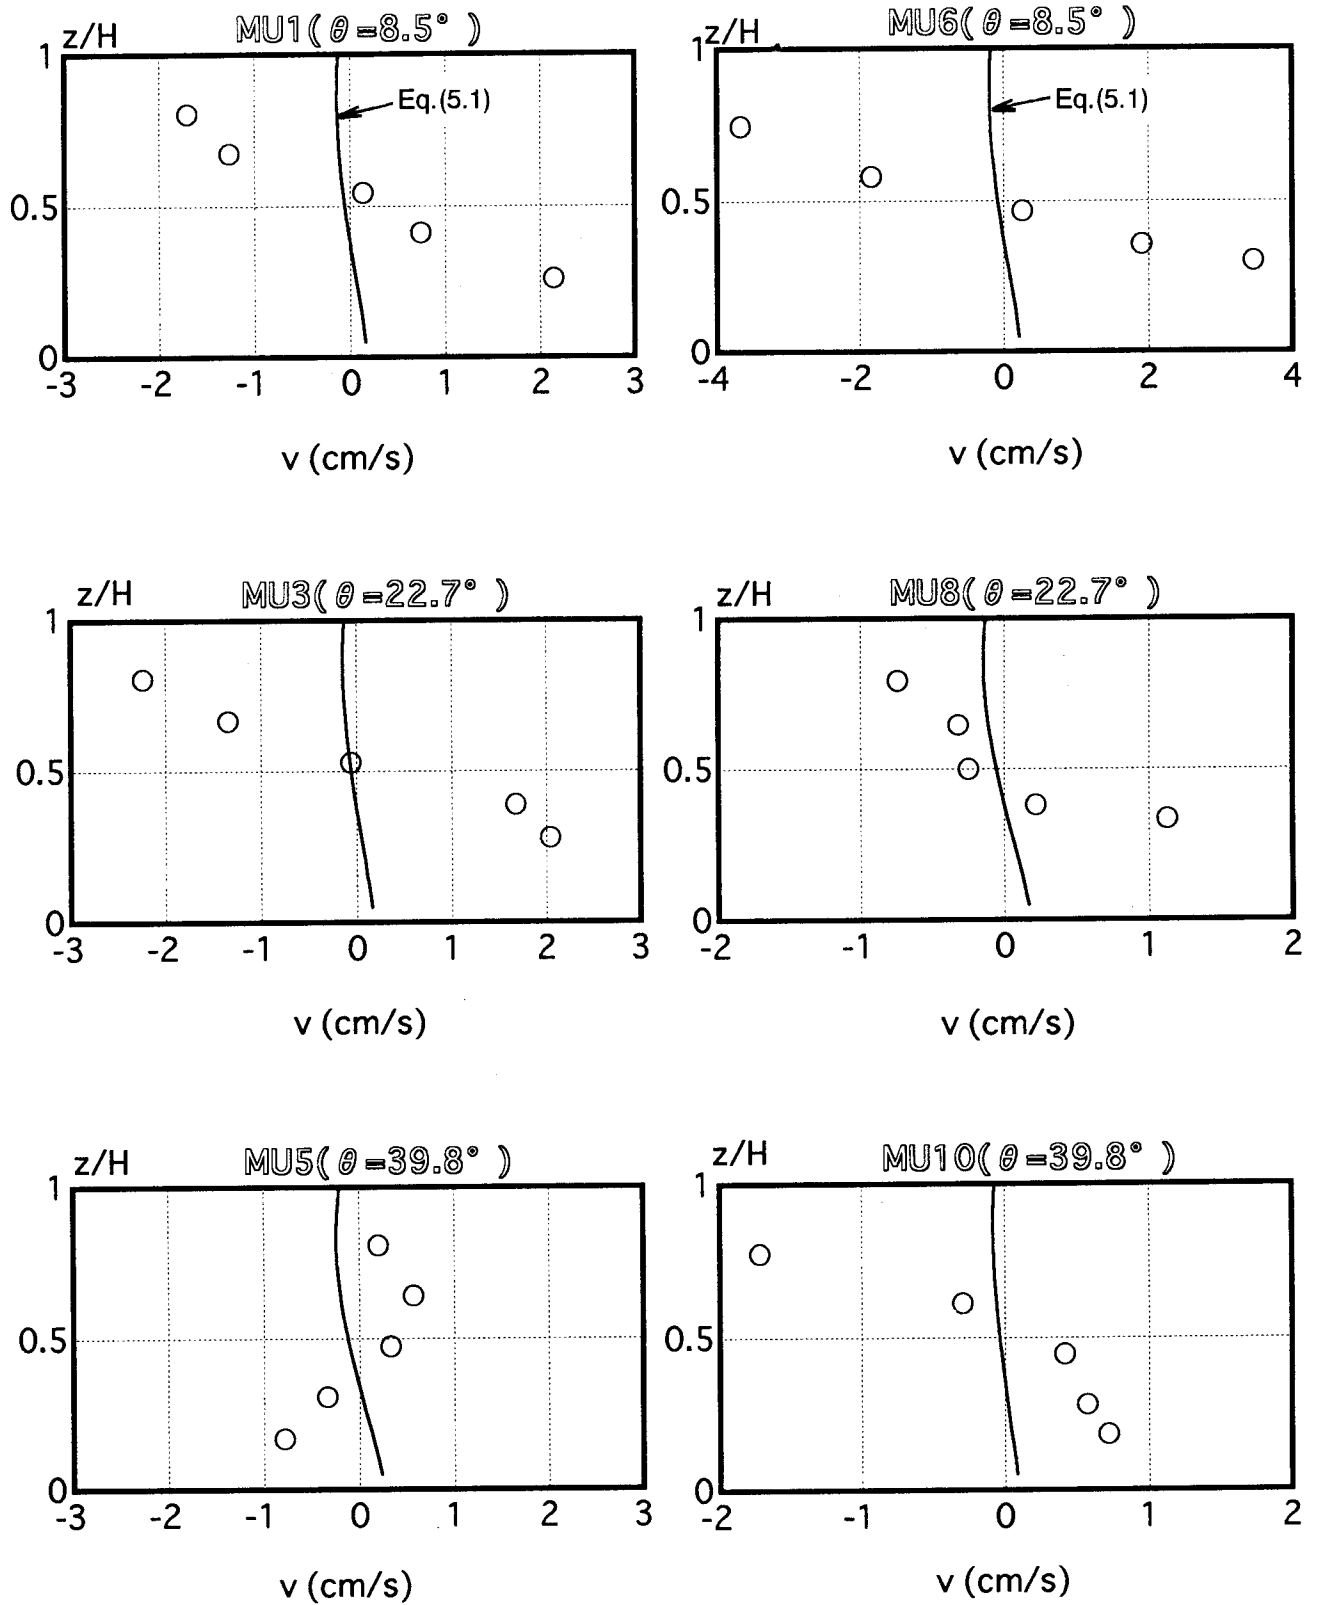 z/H MU1(θ=8.5°)
1
Eq.(5.1)
0.5
0
-3 -2 -1 0 1 2 3
v (cm/s)
z/H MU6(θ=8.5°)
1
Eq.(5.1)
0.5
0
-4 -2 0 2 4
v (cm/s)
z/H MU3(θ=22.7°)
1
0.5
0
-3 -2 -1 0 1 2 3
v (cm/s)
z/H MU8(θ=22.7°)
1
0.5
0
-2 -1 0 1 2
v (cm/s)
z/H MU5(θ=39.8°)
1
0.5
0
-3 -2 -1 0 1 2 3
v (cm/s)
z/H MU10(θ=39.8°)
1
0.5
0
-2 -1 0 1 2
v (cm/s)